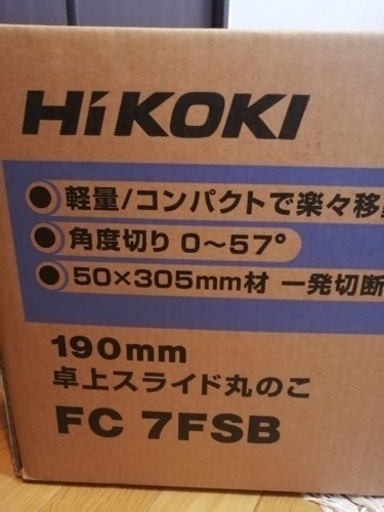 HiKOKI
軽量/コンパクトで楽々移
角度切り 0～57°
50×305mm材 一発切断
190mm
卓上スライド丸のこ
FC 7FSB